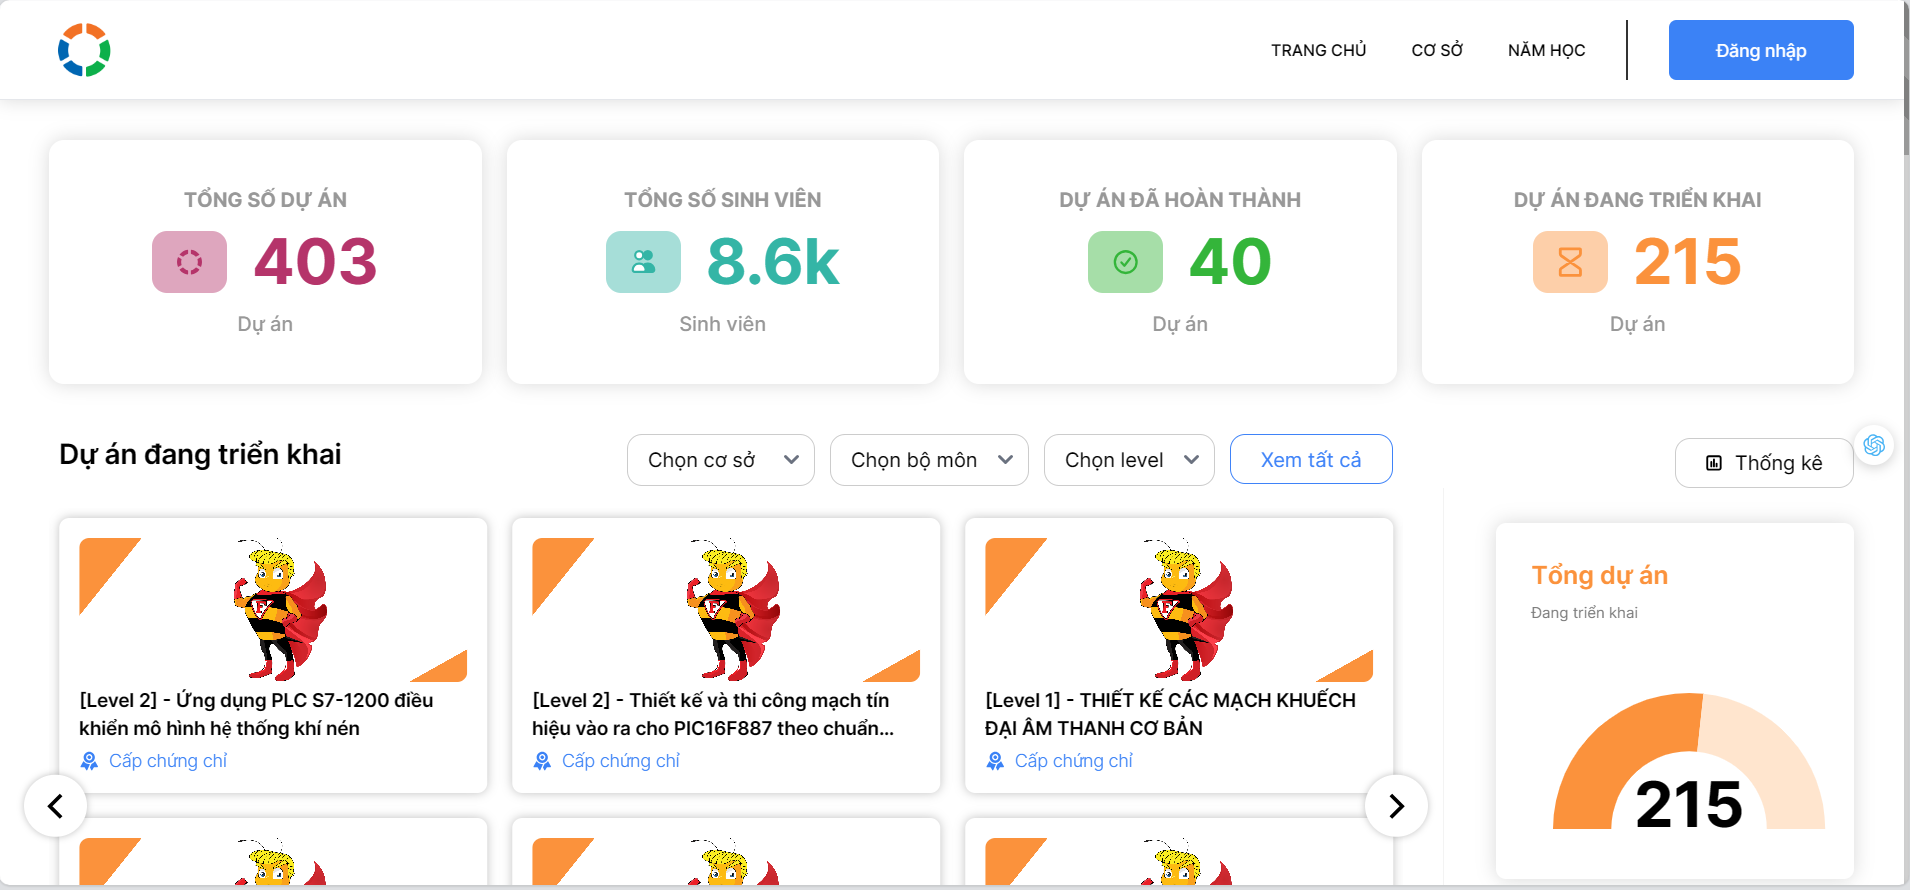 TRANG CHỦ
CƠ SỞ
NĂM HỌC
Đăng nhập
TỔNG SỐ DỰ ÁN
403
Dự án
TỔNG SỐ SINH VIÊN
8.6k
Sinh viên
DỰ ÁN ĐÃ HOÀN THÀNH
40
Dự án
DỰ ÁN ĐANG TRIỂN KHAI
215
Dự án
Dự án đang triển khai
Chọn cơ sở
Chọn bộ môn
Chọn level
Xem tất cả
Thống kê
[Level 2] - Ứng dụng PLC S7-1200 điều
khiển mô hình hệ thống khí nén
Cấp chứng chỉ
[Level 2] - Thiết kế và thi công mạch tín
hiệu vào ra cho PIC16F887 theo chuẩn...
Cấp chứng chỉ
[Level 1] - THIẾT KẾ CÁC MẠCH KHUẾCH
ĐẠI ÂM THANH CƠ BẢN
Cấp chứng chỉ
Tổng dự án
Đang triển khai
215